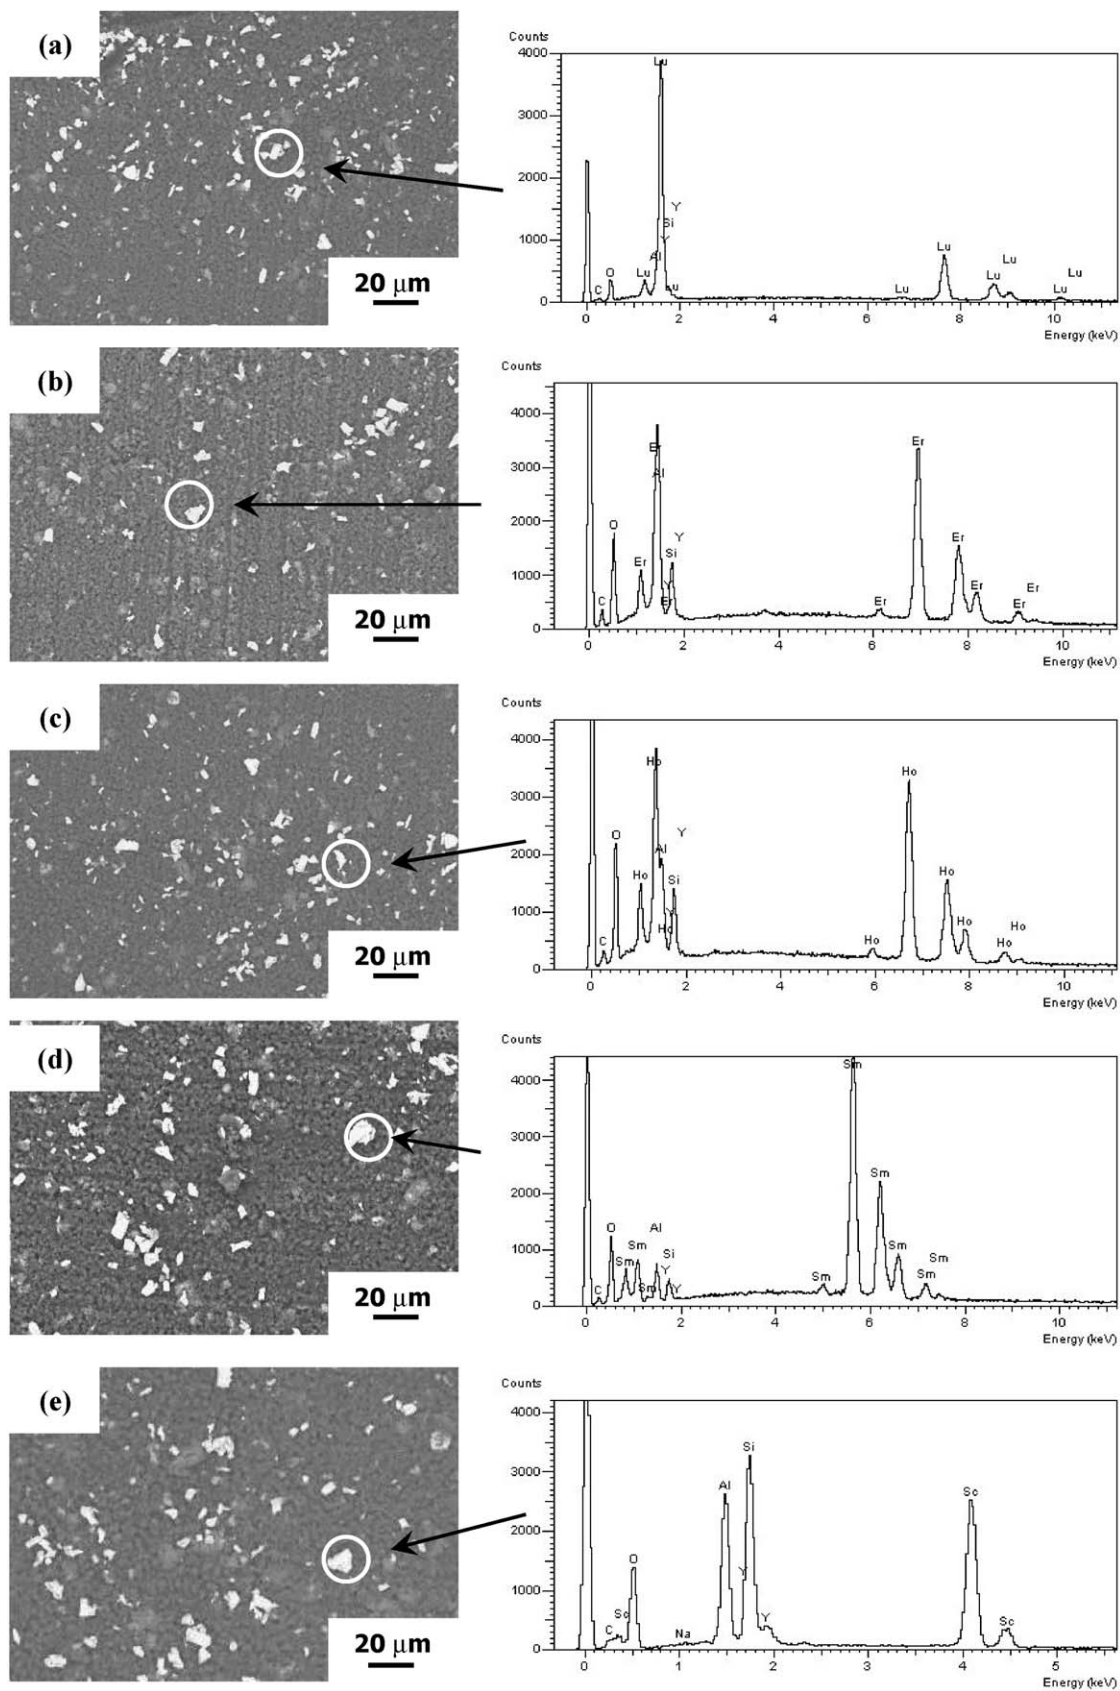 (a)
20 μm
Counts
4000
3000
2000
1000
0
Lu
Y
Si
Y
Al
O
Lu
C
Lu
Lu
Lu
Lu
Lu
0 2 4 6 8 10
Energy (keV)
(b)
20 μm
Counts
4000
3000
2000
1000
0
Er
Er
Al
O
Y
Er
Si
Er
Y
C
Er
Er
Er
Er
Er
0 2 4 6 8 10
Energy (keV)
(c)
20 μm
Counts
4000
3000
2000
1000
0
Ho
Ho
Y
O
Al
Ho
Si
Ho
Y
Ho
Ho
Ho
C
Ho
Ho
0 2 4 6 8 10
Energy (keV)
(d)
20 μm
Counts
4000
3000
2000
1000
0
Sm
Sm
O
Al
Sm
Si
Sm
Sm
Sm
Y
Sm
C
Sm
Y
Sm
0 2 4 6 8 10
Energy (keV)
(e)
20 μm
Counts
4000
3000
2000
1000
0
Si
Al
Sc
O
Y
Sc
Y
Sc
C
Na
0 1 2 3 4 5
Energy (keV)